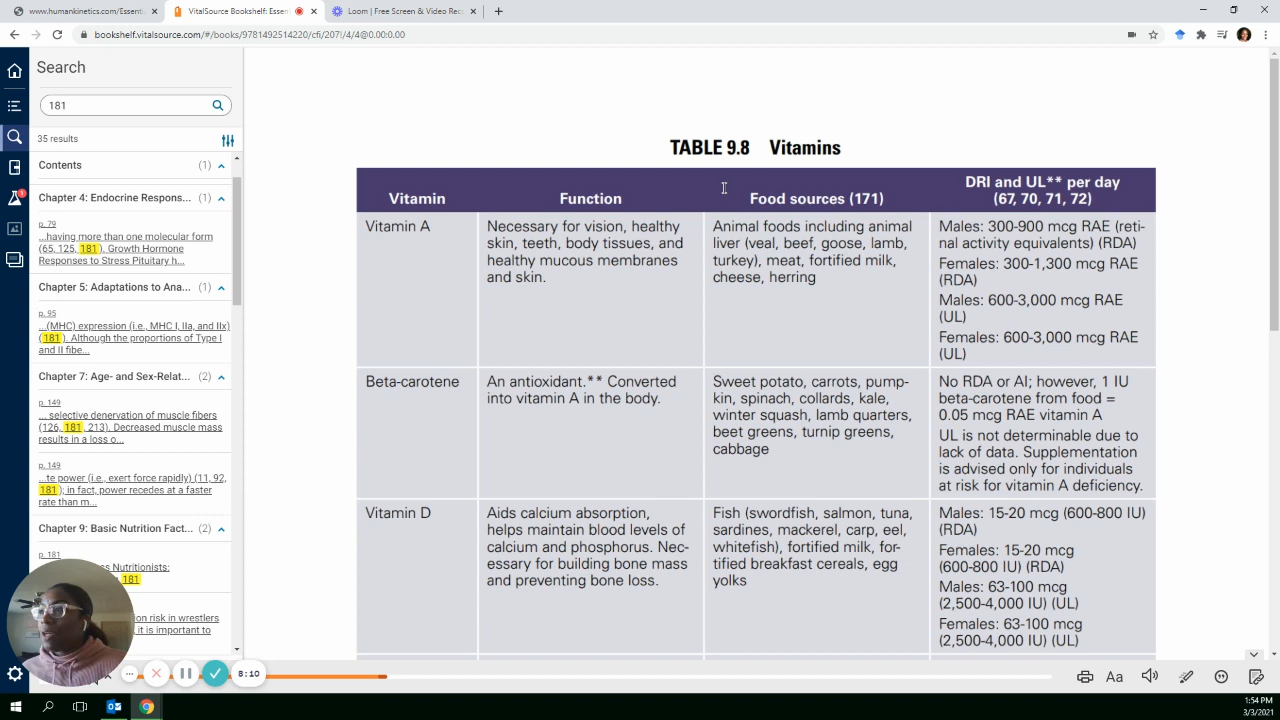 www.humankinetics.com/Essenti
VitalSource Bookshelf: Essen
Loom | Free Screen & Video Rec
bookshelf.vitalsource.com/#/books/9781492514220/cfi/207!/4/4@0.00:0.00
Search
181
35 results
Contents (1)
Chapter 4: Endocrine Respons... (1)
p. 79
...having more than one molecular form
(65, 125, 181). Growth Hormone
Responses to Stress Pituitary h...
Chapter 5: Adaptations to Ana... (1)
p. 95
...(MHC) expression (i.e., MHC I, IIa, and IIx)
(181). Although the proportions of Type I
and II fibe...
Chapter 7: Age- and Sex-Relat... (2)
p. 149
... selective denervation of muscle fibers
(126, 181, 213). Decreased muscle mass
results in a loss o...
p. 149
...te power (i.e., exert force rapidly) (11, 92,
181); in fact, power recedes at a faster
rate than m...
Chapter 9: Basic Nutrition Fact... (2)
p. 181
ss Nutritionists:
181
ion risk in wrestlers
, it is important to
8:10
TABLE 9.8 Vitamins
Vitamin
Function
Food sources (171)
DRI and UL** per day
(67, 70, 71, 72)
Vitamin A
Necessary for vision, healthy
skin, teeth, body tissues, and
healthy mucous membranes
and skin.
Animal foods including animal
liver (veal, beef, goose, lamb,
turkey), meat, fortified milk,
cheese, herring
Males: 300-900 mcg RAE (reti-
nal activity equivalents) (RDA)
Females: 300-1,300 mcg RAE
(RDA)
Males: 600-3,000 mcg RAE
(UL)
Females: 600-3,000 mcg RAE
(UL)
Beta-carotene
An antioxidant.** Converted
into vitamin A in the body.
Sweet potato, carrots, pump-
kin, spinach, collards, kale,
winter squash, lamb quarters,
beet greens, turnip greens,
cabbage
No RDA or AI; however, 1 IU
beta-carotene from food =
0.05 mcg RAE vitamin A
UL is not determinable due to
lack of data. Supplementation
is advised only for individuals
at risk for vitamin A deficiency.
Vitamin D
Aids calcium absorption,
helps maintain blood levels of
calcium and phosphorus. Nec-
essary for building bone mass
and preventing bone loss.
Fish (swordfish, salmon, tuna,
sardines, mackerel, carp, eel,
whitefish), fortified milk, for-
tified breakfast cereals, egg
yolks
Males: 15-20 mcg (600-800 IU)
(RDA)
Females: 15-20 mcg
(600-800 IU) (RDA)
Males: 63-100 mcg
(2,500-4,000 IU) (UL)
Females: 63-100 mcg
(2,500-4,000 IU) (UL)
Aa
1:54 PM
3/3/2021